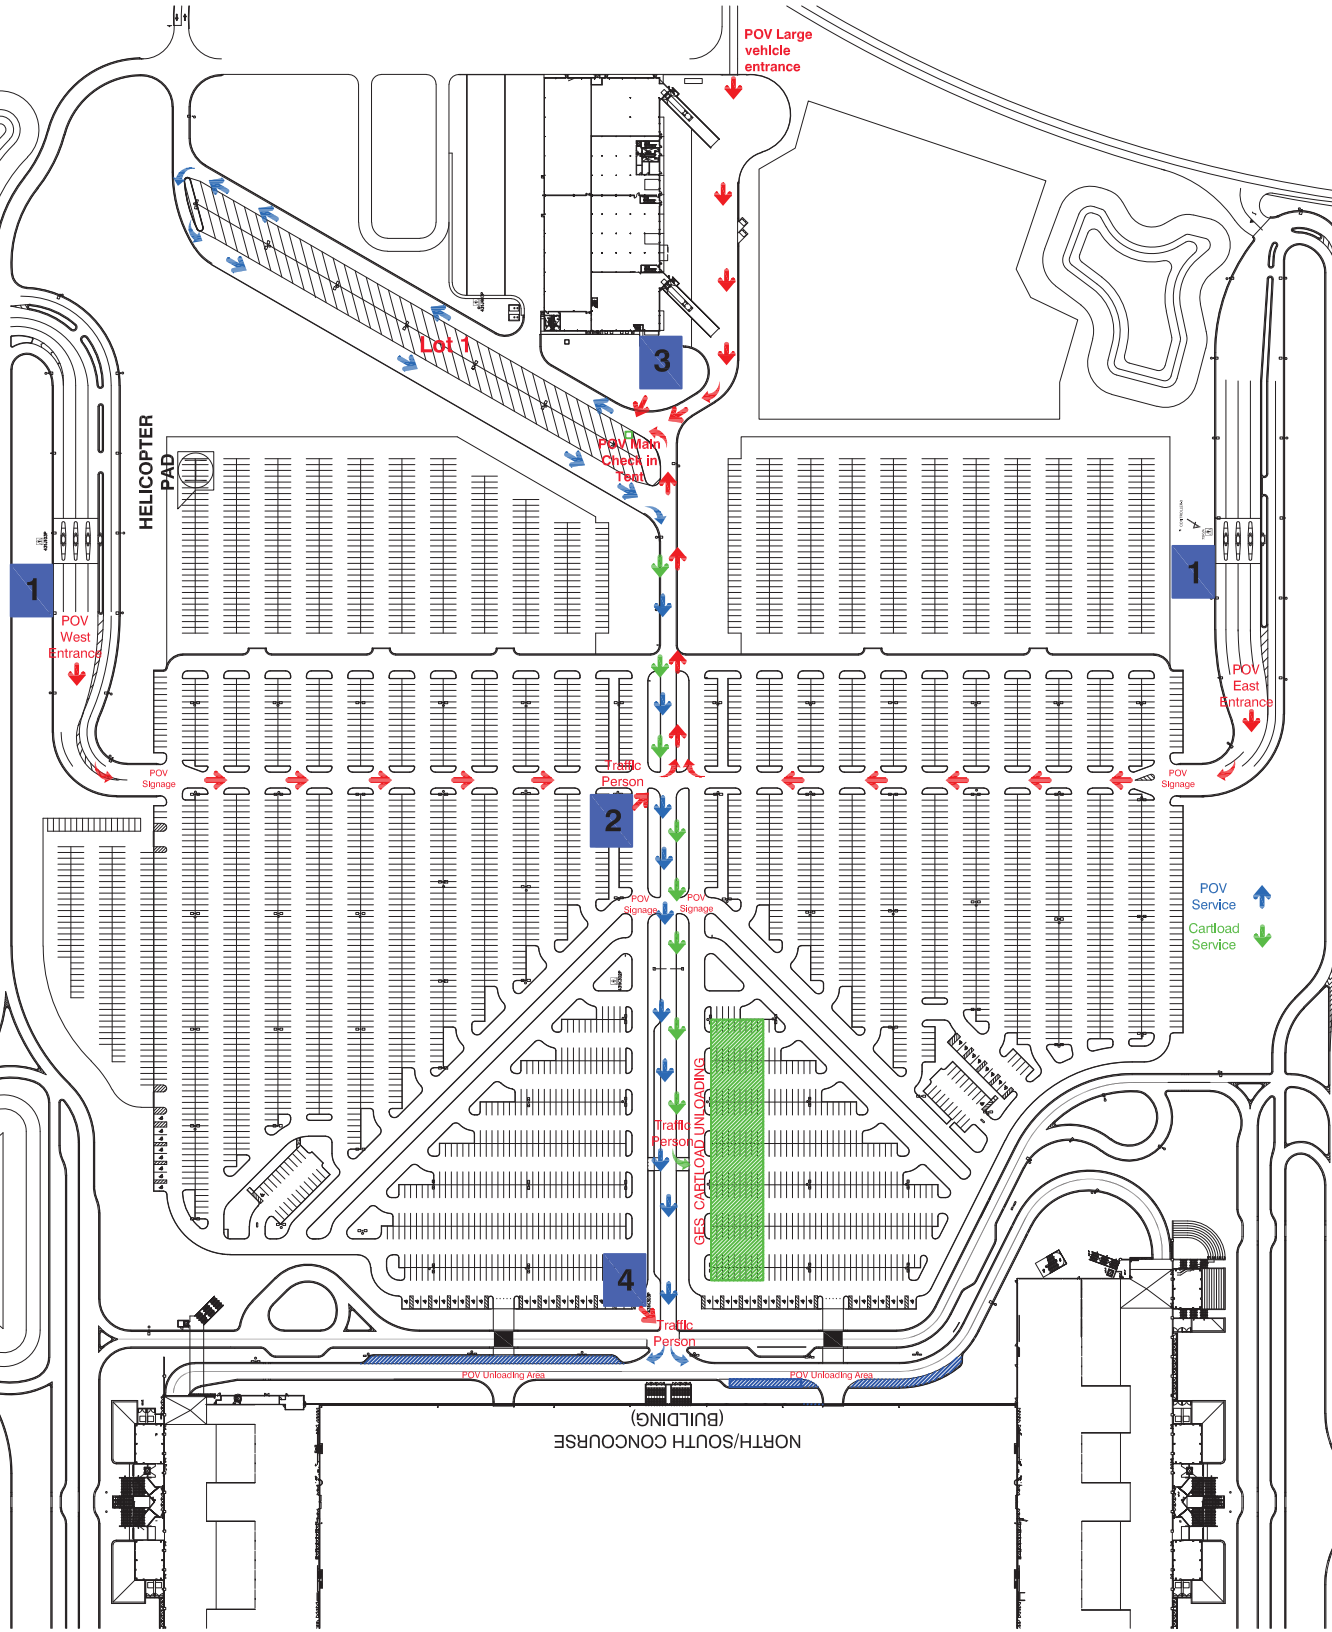 POV Large
vehicle
entrance
3
Lot 1
POV Main
Check in
Tent
HELICOPTER
PAD
1
1
POV
West
Entrance
POV
East
Entrance
POV
Signage
Traffic
Person
POV
Signage
2
POV
Signage
POV
Signage
POV
Service
Cartload
Service
GES CARTLOAD UNLOADING
Traffic
Person
4
Traffic
Person
POV Unloading Area
POV Unloading Area
NORTH/SOUTH CONCOURSE
(BUILDING)